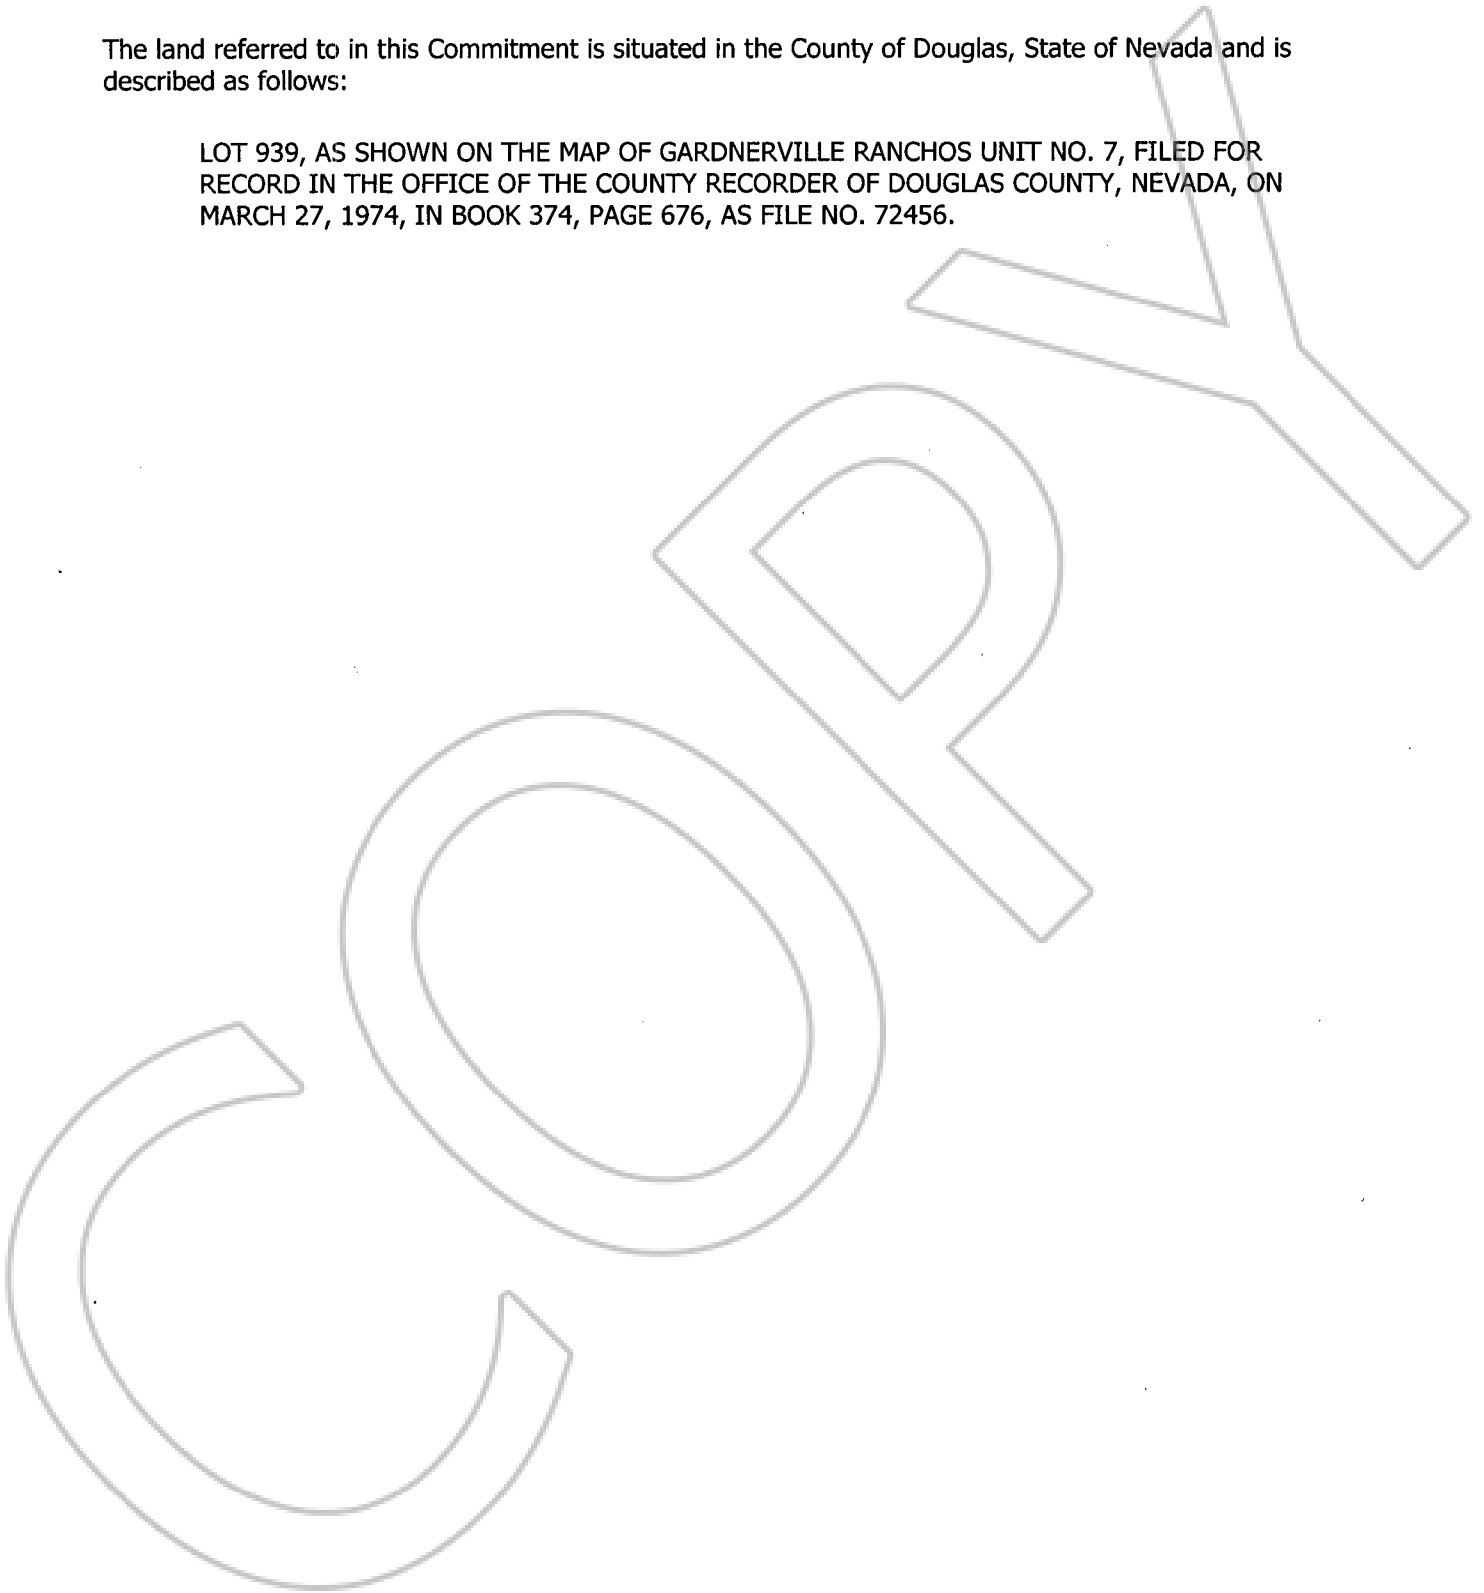 The land referred to in this Commitment is situated in the County of Douglas, State of Nevada and is
described as follows:
LOT 939, AS SHOWN ON THE MAP OF GARDNERVILLE RANCHOS UNIT NO. 7, FILED FOR
RECORD IN THE OFFICE OF THE COUNTY RECORDER OF DOUGLAS COUNTY, NEVADA, ON
MARCH 27, 1974, IN BOOK 374, PAGE 676, AS FILE NO. 72456.
COPY